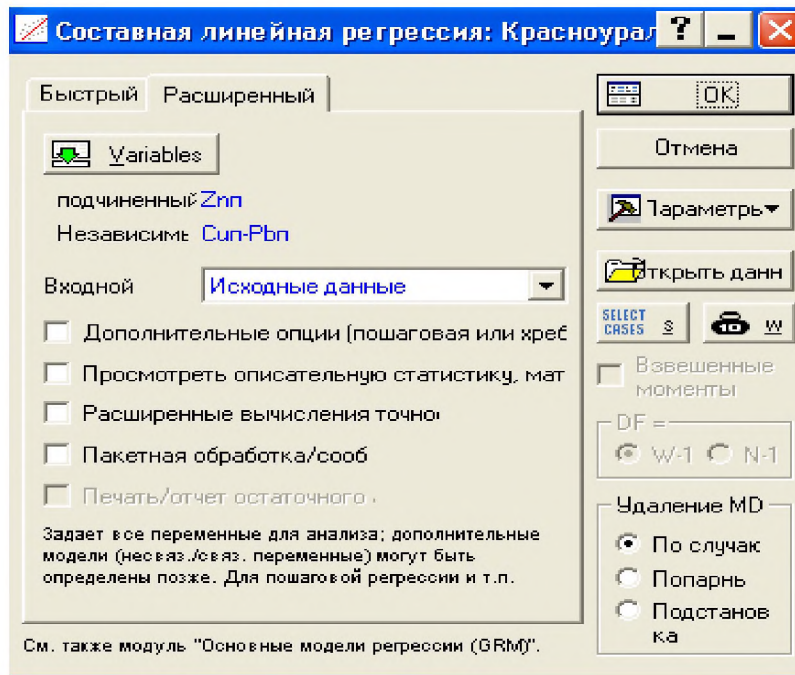 Составная линейная регрессия: Красноурал ?
Быстрый Расширенный
Variables
подчиненный Znп
Независимь Cuп-Pbп
Входной Исходные данные
Дополнительные опции (пошаговая или хреб
Просмотреть описательную статистику, мат
Расширенные вычисления точно
Пакетная обработка/сооб
Печать/отчет остаточного
Задает все переменные для анализа; дополнительные
модели (несвяз./связ. переменные) могут быть
определены позже. Для пошаговой регрессии и т.п.
См. также модуль "Основные модели регрессии (GRM)".
OK
Отмена
Параметрь
Открыть данн
SELECT CASES S W
Взвешенные
моменты
DF =
W-1 N-1
Удаление MD
По случак
Попарнь
Подстанов
ка